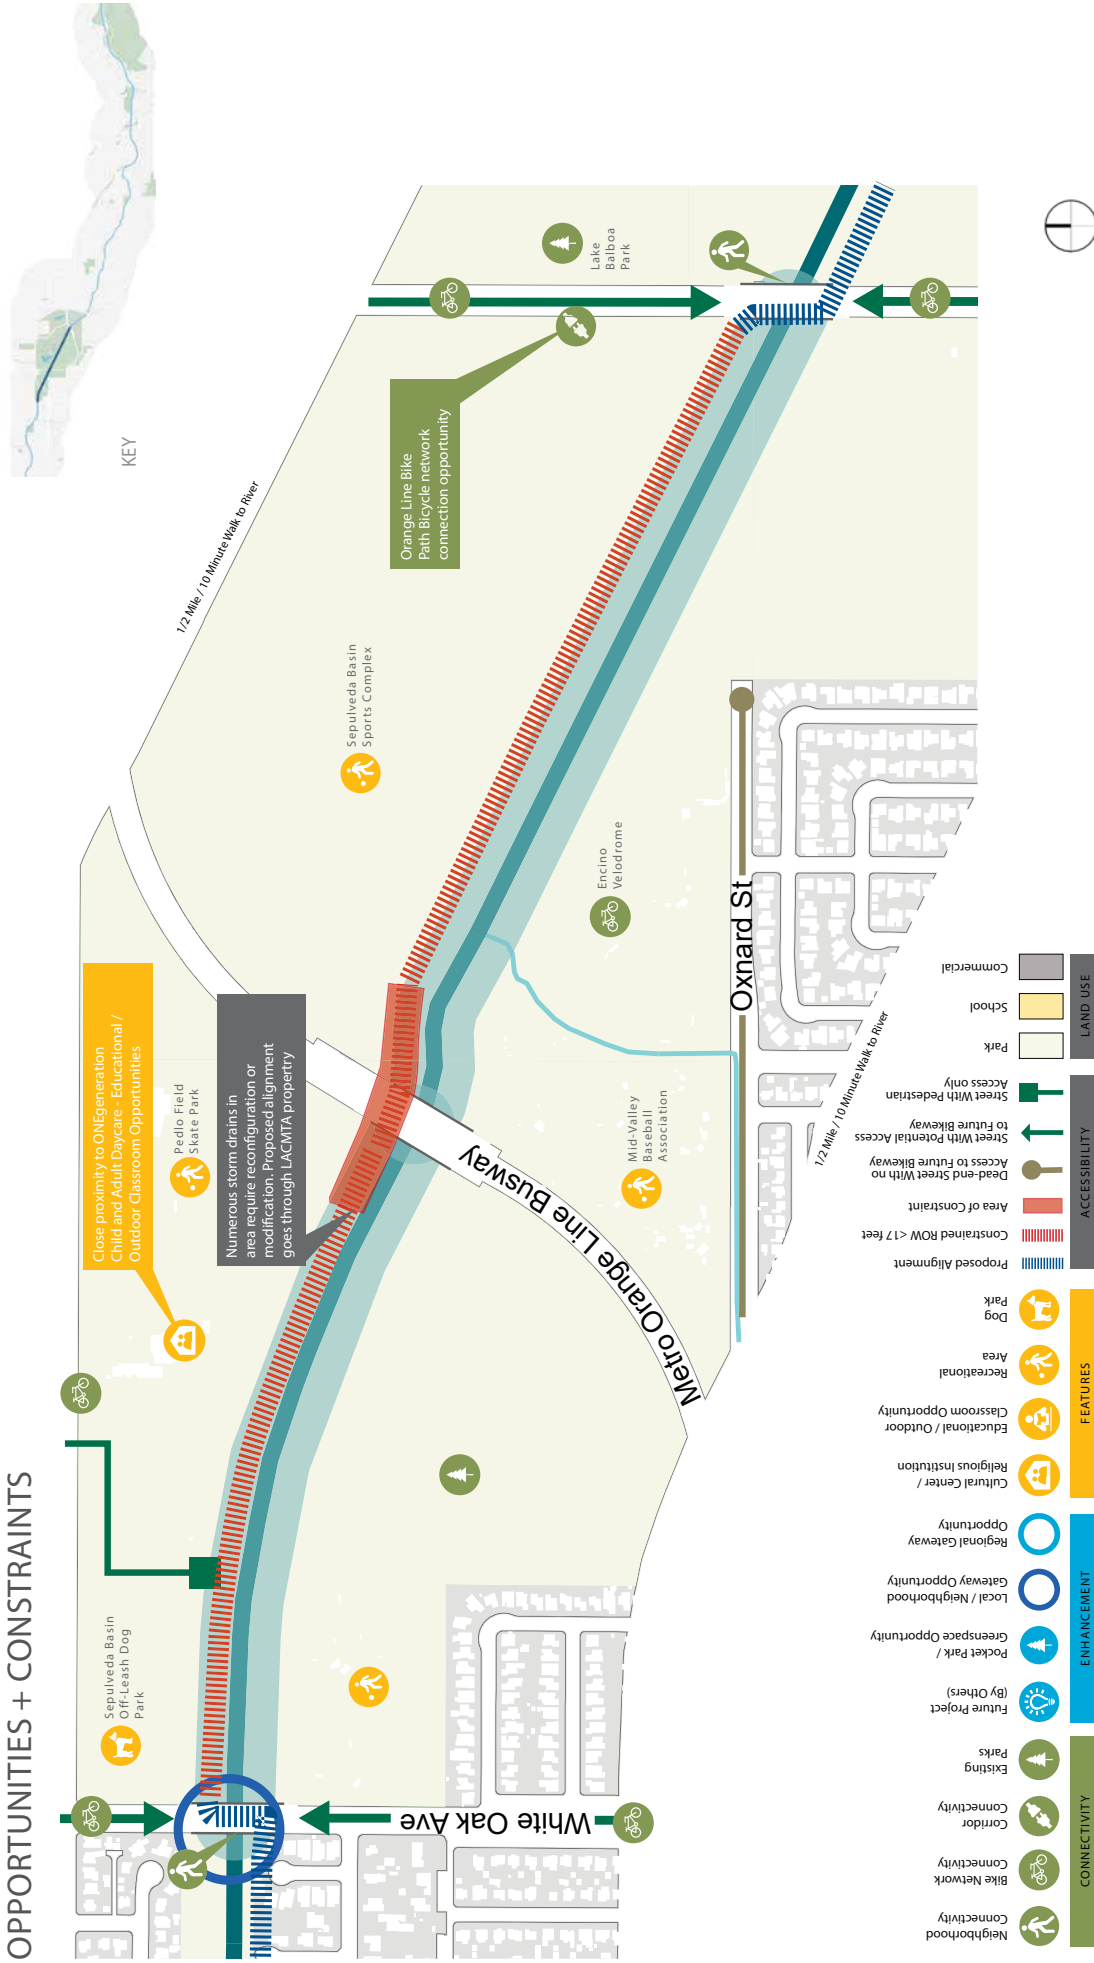 OPPORTUNITIES + CONSTRAINTS
KEY
1/2 Mile / 10 Minute Walk to River
Close proximity to ONEgeneration
Child and Adult Daycare - Educational /
Outdoor Classroom Opportunities
Sepulveda Basin
Off-Leash Dog
Park
Pedlo Field
Skate Park
Numerous storm drains in
area require reconfiguration or
modification. Proposed alignment
goes through LACMTA propertry
Sepulveda Basin
Sports Complex
Orange Line Bike
Path Bicycle network
connection opportunity
Lake
Balboa
Park
White Oak Ave
Metro Orange Line Busway
Encino
Velodrome
Mid-Valley
Baseball
Association
Oxnard St
1/2 Mile / 10 Minute Walk to River
Neighborhood
Connectivity
Bike Network
Connectivity
Corridor
Connectivity
Existing
Parks
CONNECTIVITY
Future Project
(By Others)
Pocket Park /
Greenspace Opportunity
Local / Neighborhood
Gateway Opportunity
Regional Gateway
Opportunity
ENHANCEMENT
Cultural Center /
Religious Institution
Educational / Outdoor
Classroom Opportunity
Recreational
Area
Dog
Park
FEATURES
Proposed Alignment
Constrained ROW <17 feet
Area of Constraint
Dead-end Street With no
Access to Future Bikeway
Street With Potential Access
to Future Bikeway
Street With Pedestrian
Access only
ACCESSIBILITY
Park
School
Commercial
LAND USE